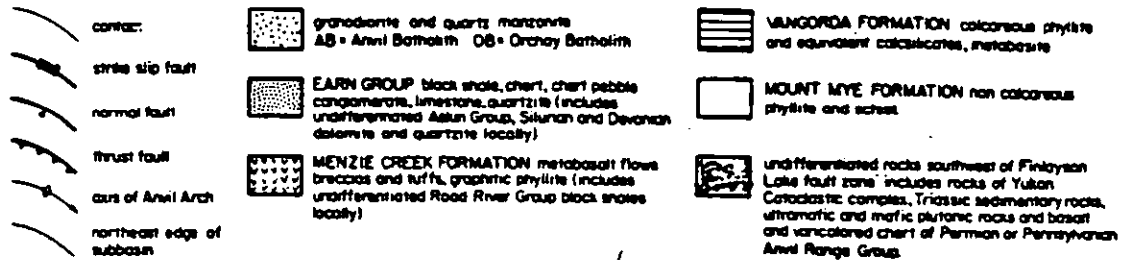 contact
strike slip fault
normal fault
thrust fault
axis of Anvil Arch
northeast edge of
subbasin
granodiorite and quartz monzonite
AB = Anvil Batholith OB = Orchay Batholith
EARN GROUP black shale, chert, chert pebble
conglomerate, limestone, quartzite (includes
undifferentiated Askin Group, Silurian and Devonian
dolomite and quartzite locally)
MENZIE CREEK FORMATION metabasalt flows
breccias and tuffs, graphitic phyllite (includes
undifferentiated Road River Group black shales
locally)
VANGORDA FORMATION calcareous phyllite
and equivalent calcsilicates, metabasite
MOUNT MYE FORMATION non calcareous
phyllite and schist
undifferentiated rocks southwest of Finlayson
Lake fault zone includes rocks of Yukon
Cataclastic complex, Triassic sedimentary rocks,
ultramafic and mafic plutonic rocks and basalt
and varicolored chert of Permian or Pennsylvanian
Anvil Range Group